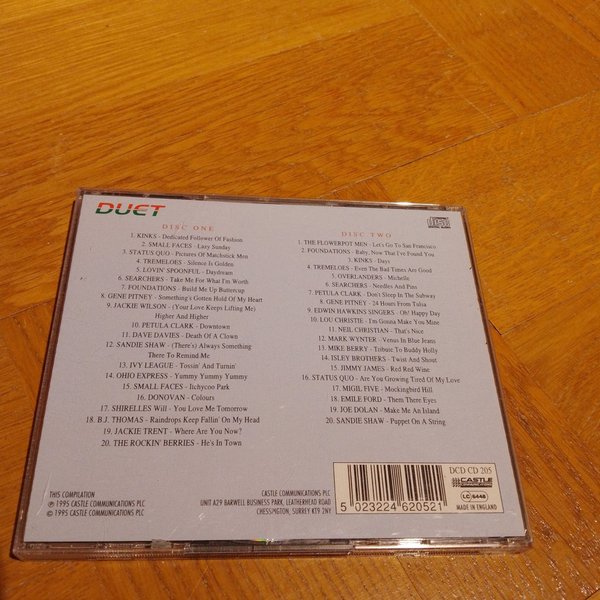 DUET
DISC ONE
1. KINKS - Dedicated Follower Of Fashion
2. SMALL FACES - Lazy Sunday
3. STATUS QUO - Pictures Of Matchstick Men
4. TREMELOES - Silence Is Golden
5. LOVIN' SPOONFUL - Daydream
6. SEARCHERS - Take Me For What I'm Worth
7. FOUNDATIONS - Build Me Up Buttercup
8. GENE PITNEY - Something's Gotten Hold Of My Heart
9. JACKIE WILSON - (Your Love Keeps Lifting Me)
Higher And Higher
10. PETULA CLARK - Downtown
11. DAVE DAVIES - Death Of A Clown
12. SANDIE SHAW - (There's) Always Something
There To Remind Me
13. IVY LEAGUE - Tossin' And Turnin
14. OHIO EXPRESS - Yummy Yummy Yummy
15. SMALL FACES - Itchycoo Park
16. DONOVAN - Colours
17. SHIRELLES Will - You Love Me Tomorrow
18. B.J. THOMAS - Raindrops Keep Fallin' On My Head
19. JACKIE TRENT - Where Are You Now?
20. THE ROCKIN' BERRIES - He's In Town
DISC TWO
1. THE FLOWERPOT MEN - Let's Go To San Francisco
2. FOUNDATIONS - Baby, Now That I've Found You
3. KINKS - Days
4. TREMELOES - Even The Bad Times Are Good
5. OVERLANDERS - Michelle
6. SEARCHERS - Needles And Pins
7. PETULA CLARK - Don't Sleep In The Subway
8. GENE PITNEY - 24 Hours From Tulsa
9. EDWIN HAWKINS SINGERS - Oh! Happy Day
10. LOU CHRISTIE - I'm Gonna Make You Mine
11. NEIL CHRISTIAN - That's Nice
12. MARK WYNTER - Venus In Blue Jeans
13. MIKE BERRY - Tribute To Buddy Holly
14. ISLEY BROTHERS - Twist And Shout
15. JIMMY JAMES - Red Red Wine
16. STATUS QUO - Are You Growing Tired Of My Love
17. MIGIL FIVE - Mockingbird Hill
18. EMILE FORD - Them There Eyes
19. JOE DOLAN - Make Me An Island
20. SANDIE SHAW - Puppet On A String
THIS COMPILATION
℗ 1995 CASTLE COMMUNICATIONS PLC
© 1995 CASTLE COMMUNICATIONS PLC
CASTLE COMMUNICATIONS PLC
UNIT A29 BARWELL BUSINESS PARK, LEATHERHEAD ROAD
CHESSINGTON, SURREY KT9 2NY
5 023224 620521
DCD CD 205
CASTLE
LC 6448
MADE IN ENGLAND